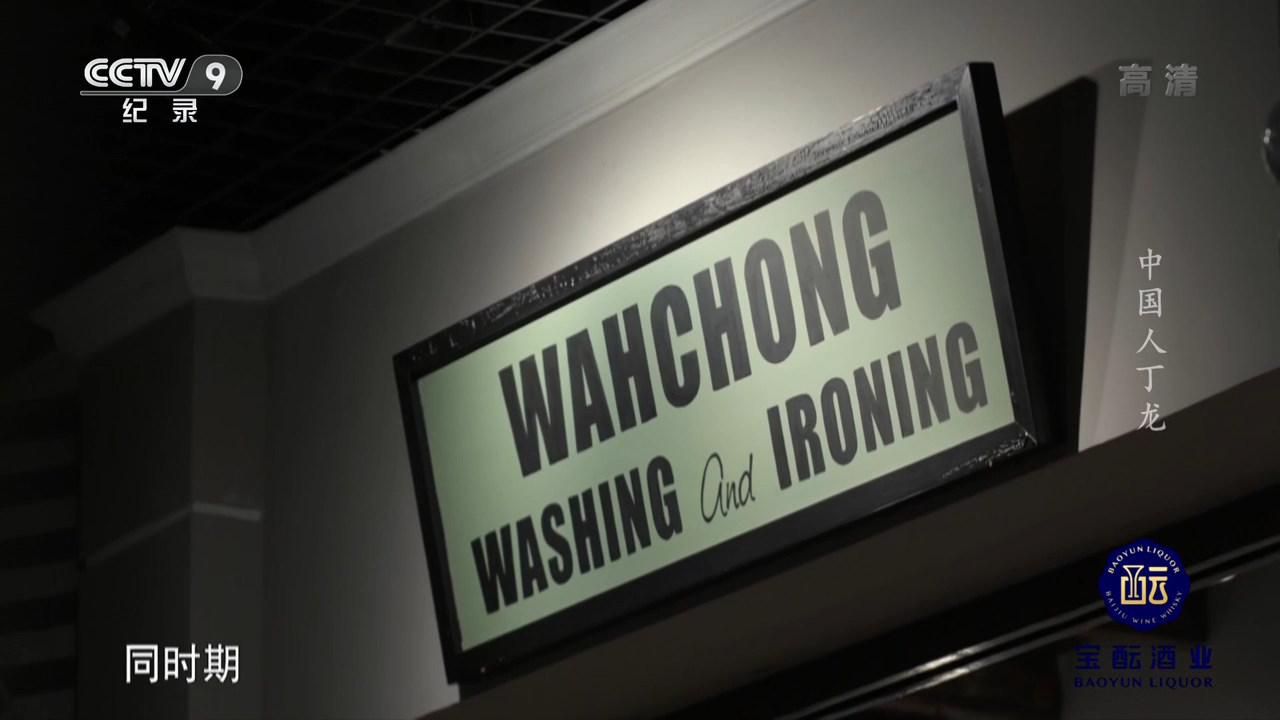 CCTV 9
纪录
高清
WAHCHONG
WASHING And IRONING
中国人丁龙
同时期
BAOYUN LIQUOR
酝
BAIJIU WINE WHISKY
宝酝酒业
BAOYUN LIQUOR